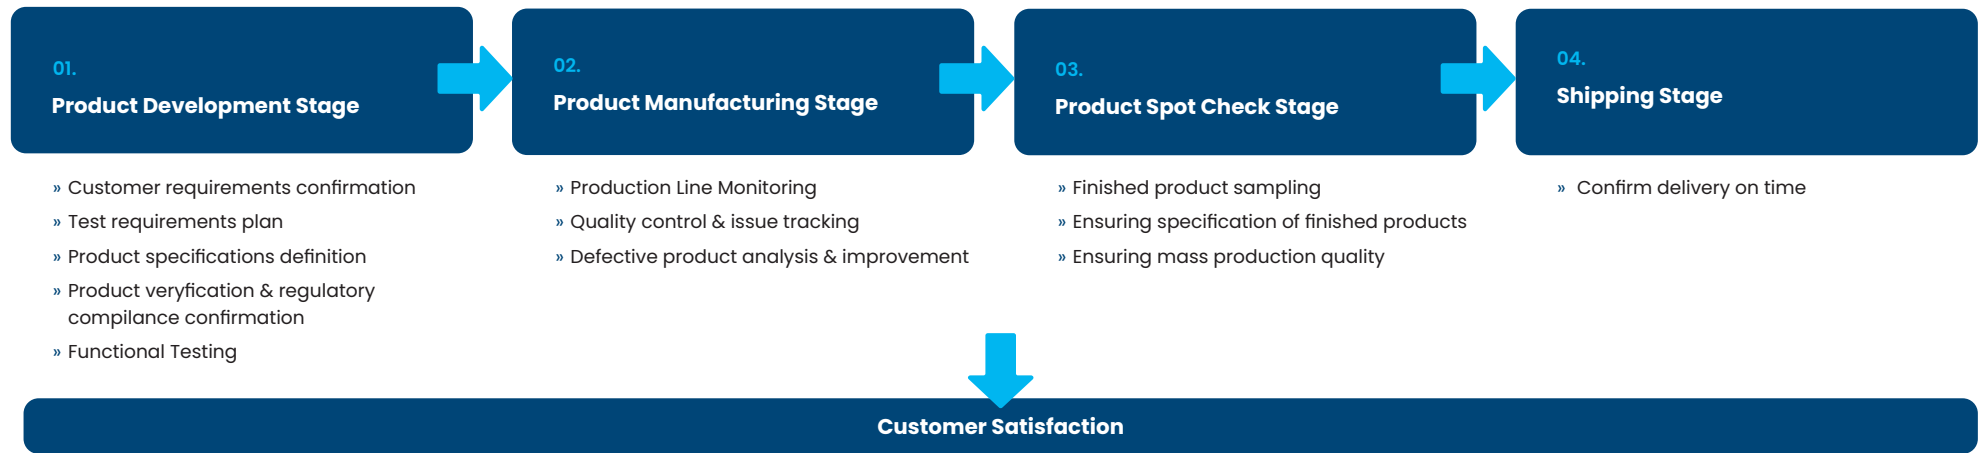 01.
Product Development Stage
» Customer requirements confirmation
» Test requirements plan
» Product specifications definition
» Product veryfication & regulatory
compilance confirmation
» Functional Testing
02.
Product Manufacturing Stage
» Production Line Monitoring
» Quality control & issue tracking
» Defective product analysis & improvement
03.
Product Spot Check Stage
» Finished product sampling
» Ensuring specification of finished products
» Ensuring mass production quality
04.
Shipping Stage
» Confirm delivery on time
Customer Satisfaction